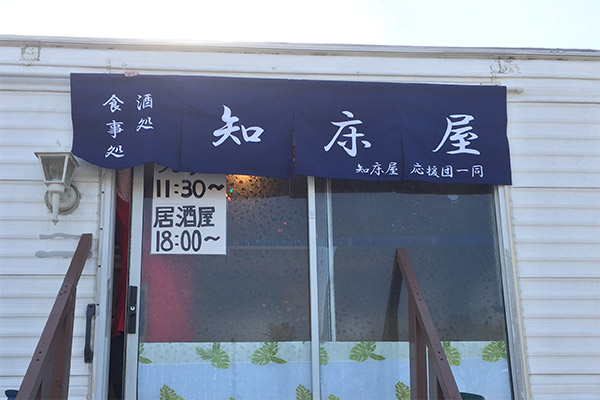 酒処
食事処
知床屋
知床屋 応援団一同
11:30〜
居酒屋
18:00〜